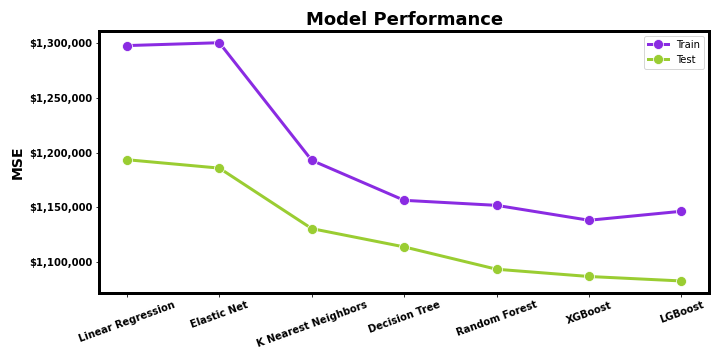 Model Performance
Train
Test
$1,300,000
$1,250,000
$1,200,000
$1,150,000
$1,100,000
MSE
Linear Regression
Elastic Net
K Nearest Neighbors
Decision Tree
Random Forest
XGBoost
LGBoost